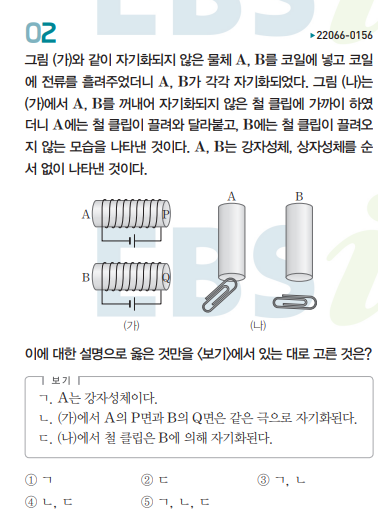 02
▸22066-0156
그림 (가)와 같이 자기화되지 않은 물체 A, B를 코일에 넣고 코일
에 전류를 흘려주었더니 A, B가 각각 자기화되었다. 그림 (나)는
(가)에서 A, B를 꺼내어 자기화되지 않은 철 클립에 가까이 하였
더니 A에는 철 클립이 끌려와 달라붙고, B에는 철 클립이 끌려오
지 않는 모습을 나타낸 것이다. A, B는 강자성체, 상자성체를 순
서 없이 나타낸 것이다.
A P
B Q
(가)
A B
(나)
이에 대한 설명으로 옳은 것만을 <보기>에서 있는 대로 고른 것은?
보기
ㄱ. A는 강자성체이다.
ㄴ. (가)에서 A의 P면과 B의 Q면은 같은 극으로 자기화된다.
ㄷ. (나)에서 철 클립은 B에 의해 자기화된다.
① ㄱ ② ㄷ ③ ㄱ, ㄴ
④ ㄴ, ㄷ ⑤ ㄱ, ㄴ, ㄷ
EBSi